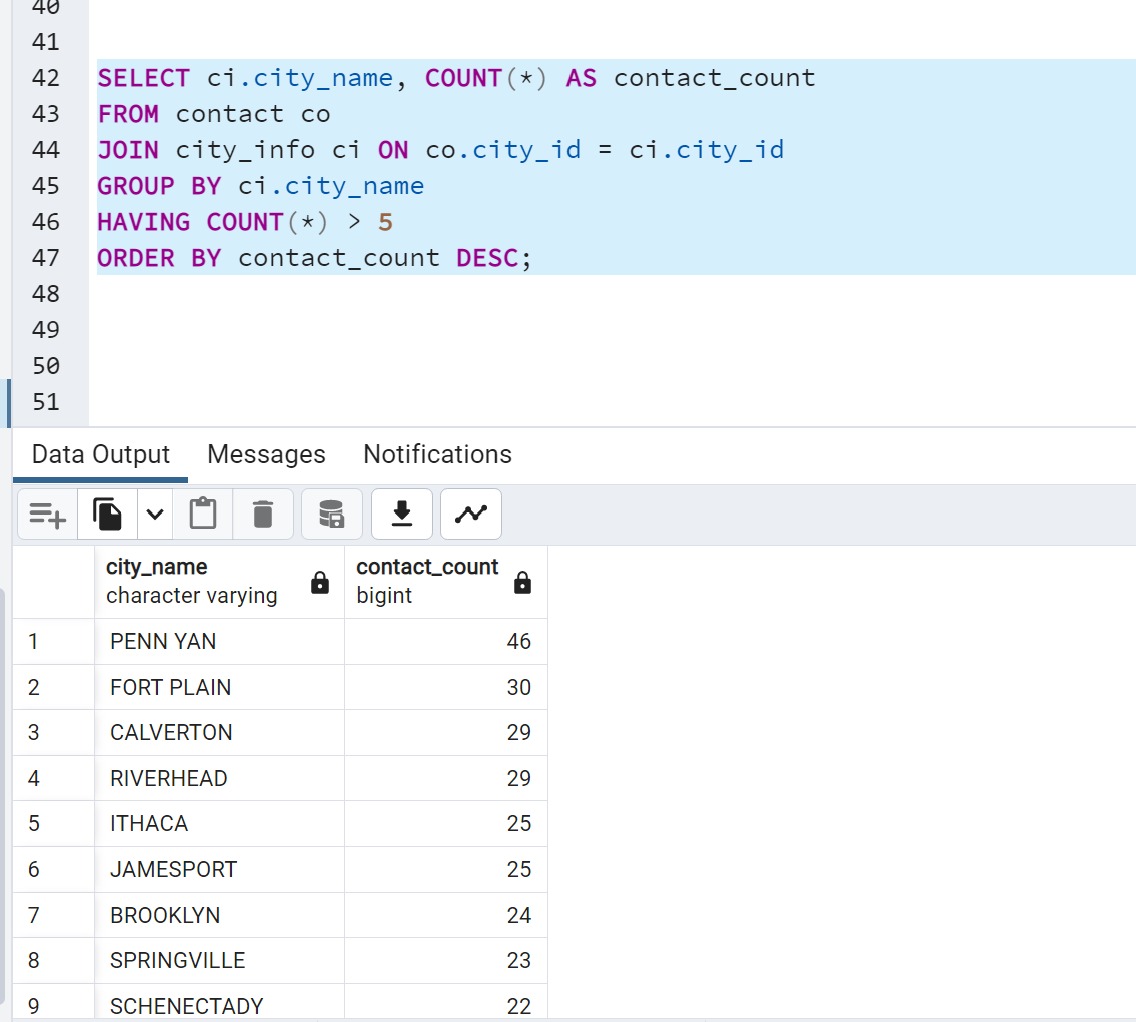 40
41
42 SELECT ci.city_name, COUNT(*) AS contact_count
43 FROM contact co
44 JOIN city_info ci ON co.city_id = ci.city_id
45 GROUP BY ci.city_name
46 HAVING COUNT(*) > 5
47 ORDER BY contact_count DESC;
48
49
50
51
Data Output Messages Notifications
city_name contact_count
character varying bigint
1 PENN YAN 46
2 FORT PLAIN 30
3 CALVERTON 29
4 RIVERHEAD 29
5 ITHACA 25
6 JAMESPORT 25
7 BROOKLYN 24
8 SPRINGVILLE 23
9 SCHENECTADY 22